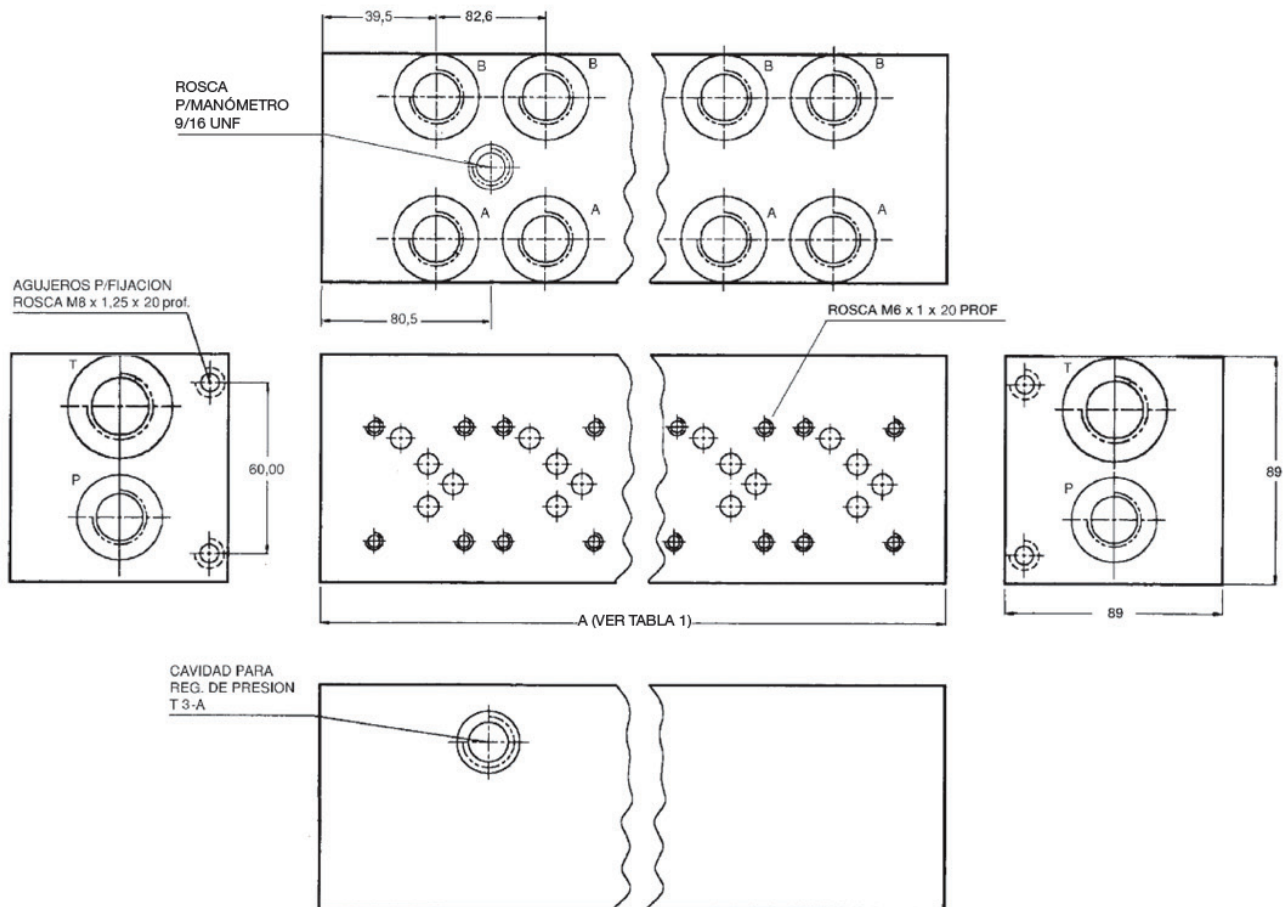 39,5
82,6
ROSCA
P/MANÓMETRO
9/16 UNF
B
B
B
B
A
A
A
A
80,5
AGUJEROS P/FIJACION
ROSCA M8 x 1,25 x 20 prof.
ROSCA M6 x 1 x 20 PROF
T
P
60,00
T
P
89
89
A (VER TABLA 1)
CAVIDAD PARA
REG. DE PRESION
T 3-A